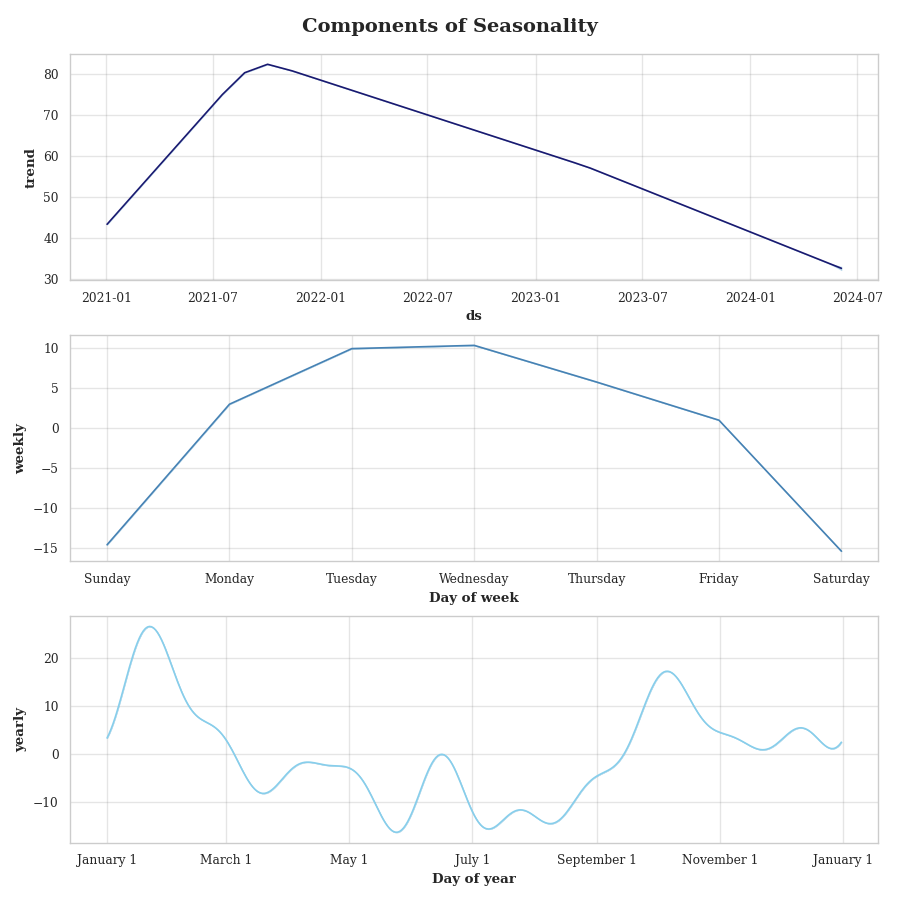 Components of Seasonality
80
70
60
50
40
30
trend
2021-01 2021-07 2022-01 2022-07 2023-01 2023-07 2024-01 2024-07
ds
10
5
0
−5
−10
−15
weekly
Sunday Monday Tuesday Wednesday Thursday Friday Saturday
Day of week
20
10
0
−10
yearly
January 1 March 1 May 1 July 1 September 1 November 1 January 1
Day of year